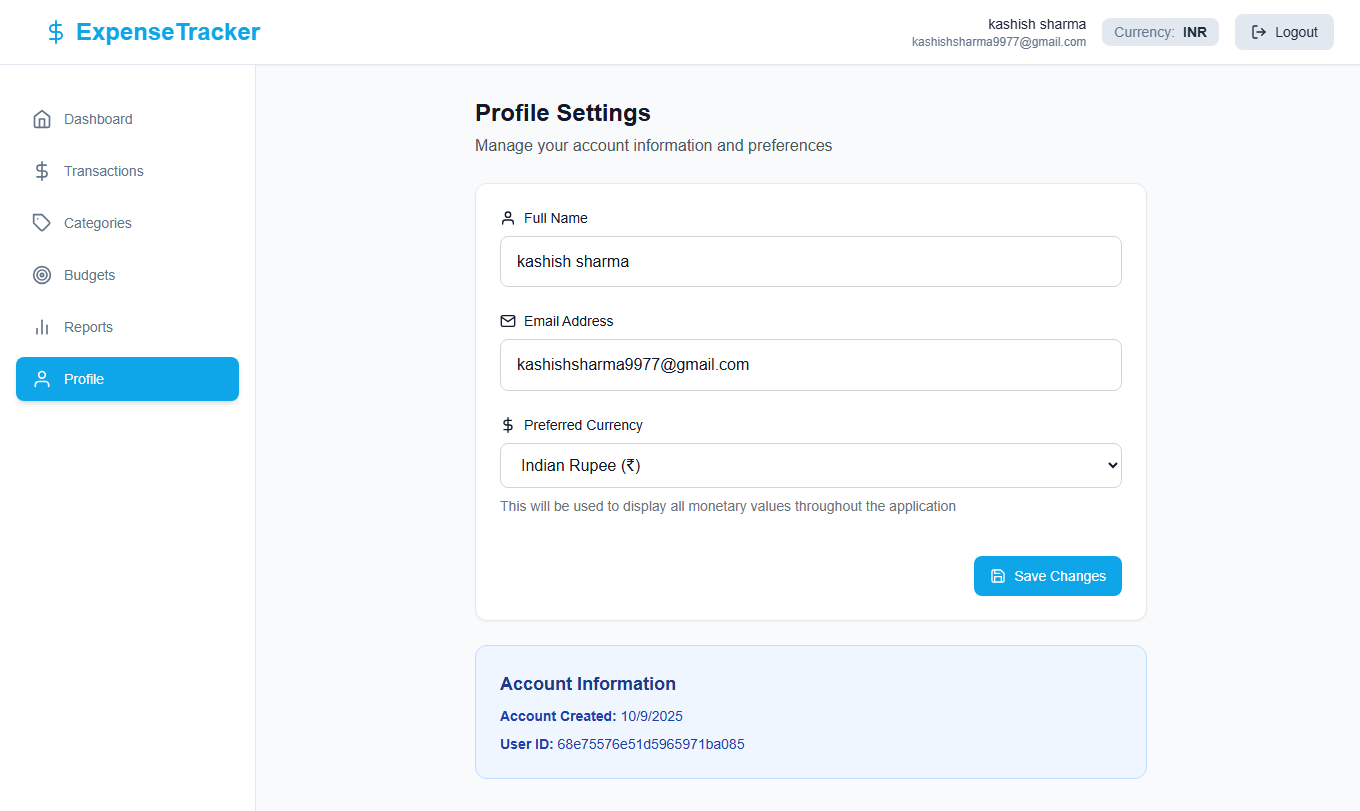 ExpenseTracker
kashish sharma
kashishsharma9977@gmail.com
Currency: INR
Logout
Dashboard
Transactions
Categories
Budgets
Reports
Profile
Profile Settings
Manage your account information and preferences
Full Name
kashish sharma
Email Address
kashishsharma9977@gmail.com
Preferred Currency
Indian Rupee (₹)
This will be used to display all monetary values throughout the application
Save Changes
Account Information
Account Created: 10/9/2025
User ID: 68e75576e51d5965971ba085